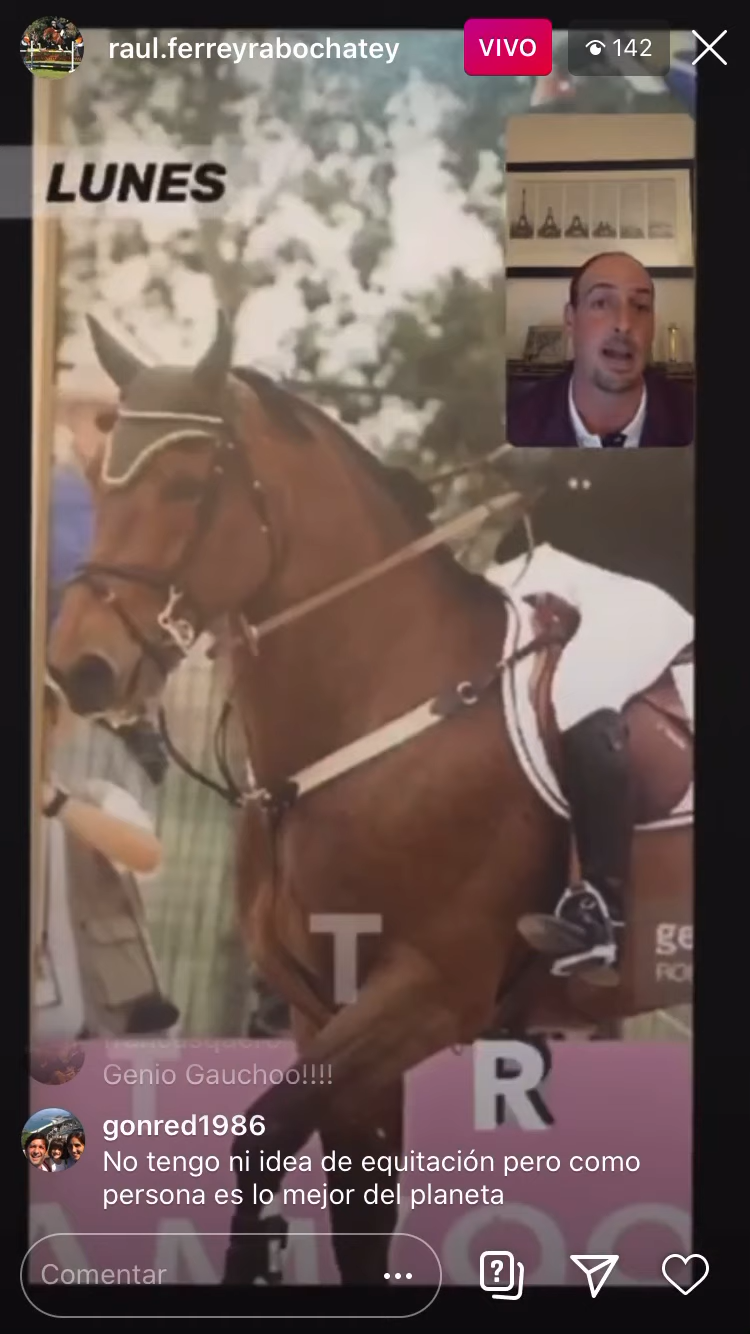 raul.ferreyrabochatey
VIVO
142
LUNES
T
ge
T
R
Genio Gauchoo!!!!
gonred1986
No tengo ni idea de equitación pero como
persona es lo mejor del planeta
Comentar